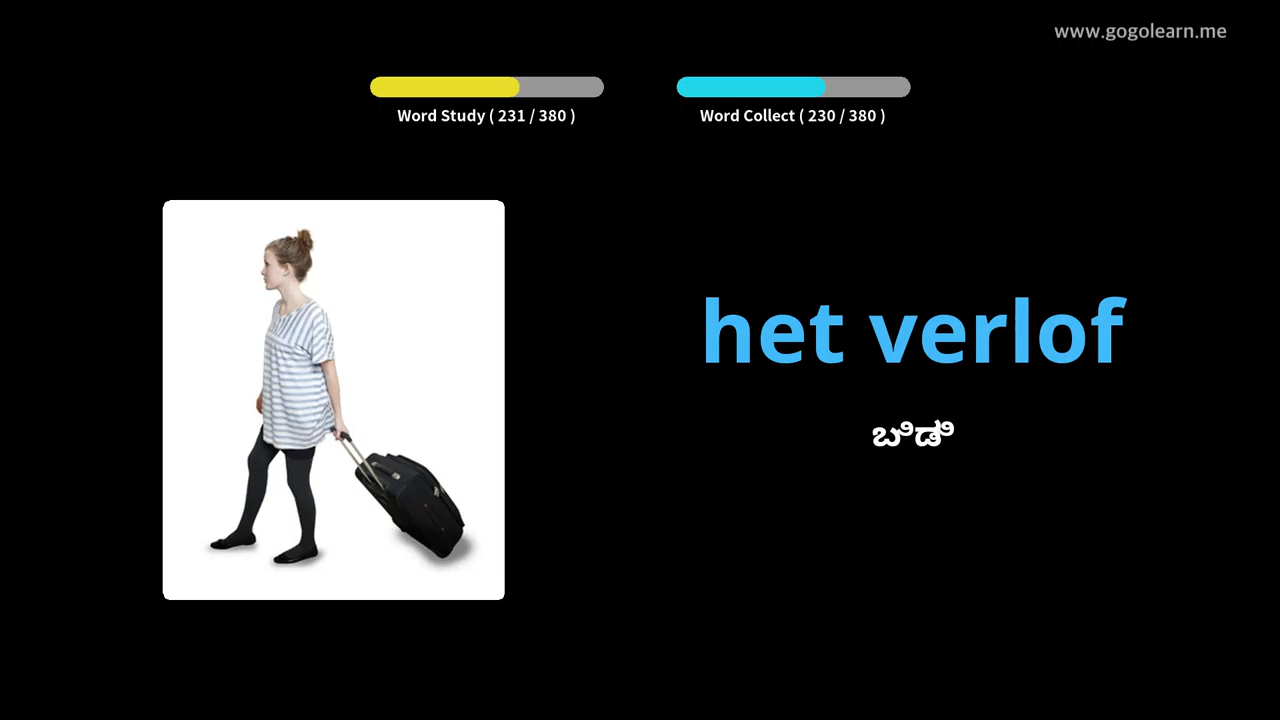 www.gogolearn.me
Word Study ( 231 / 380 )
Word Collect ( 230 / 380 )
het verlof
ಬಿಡಿ